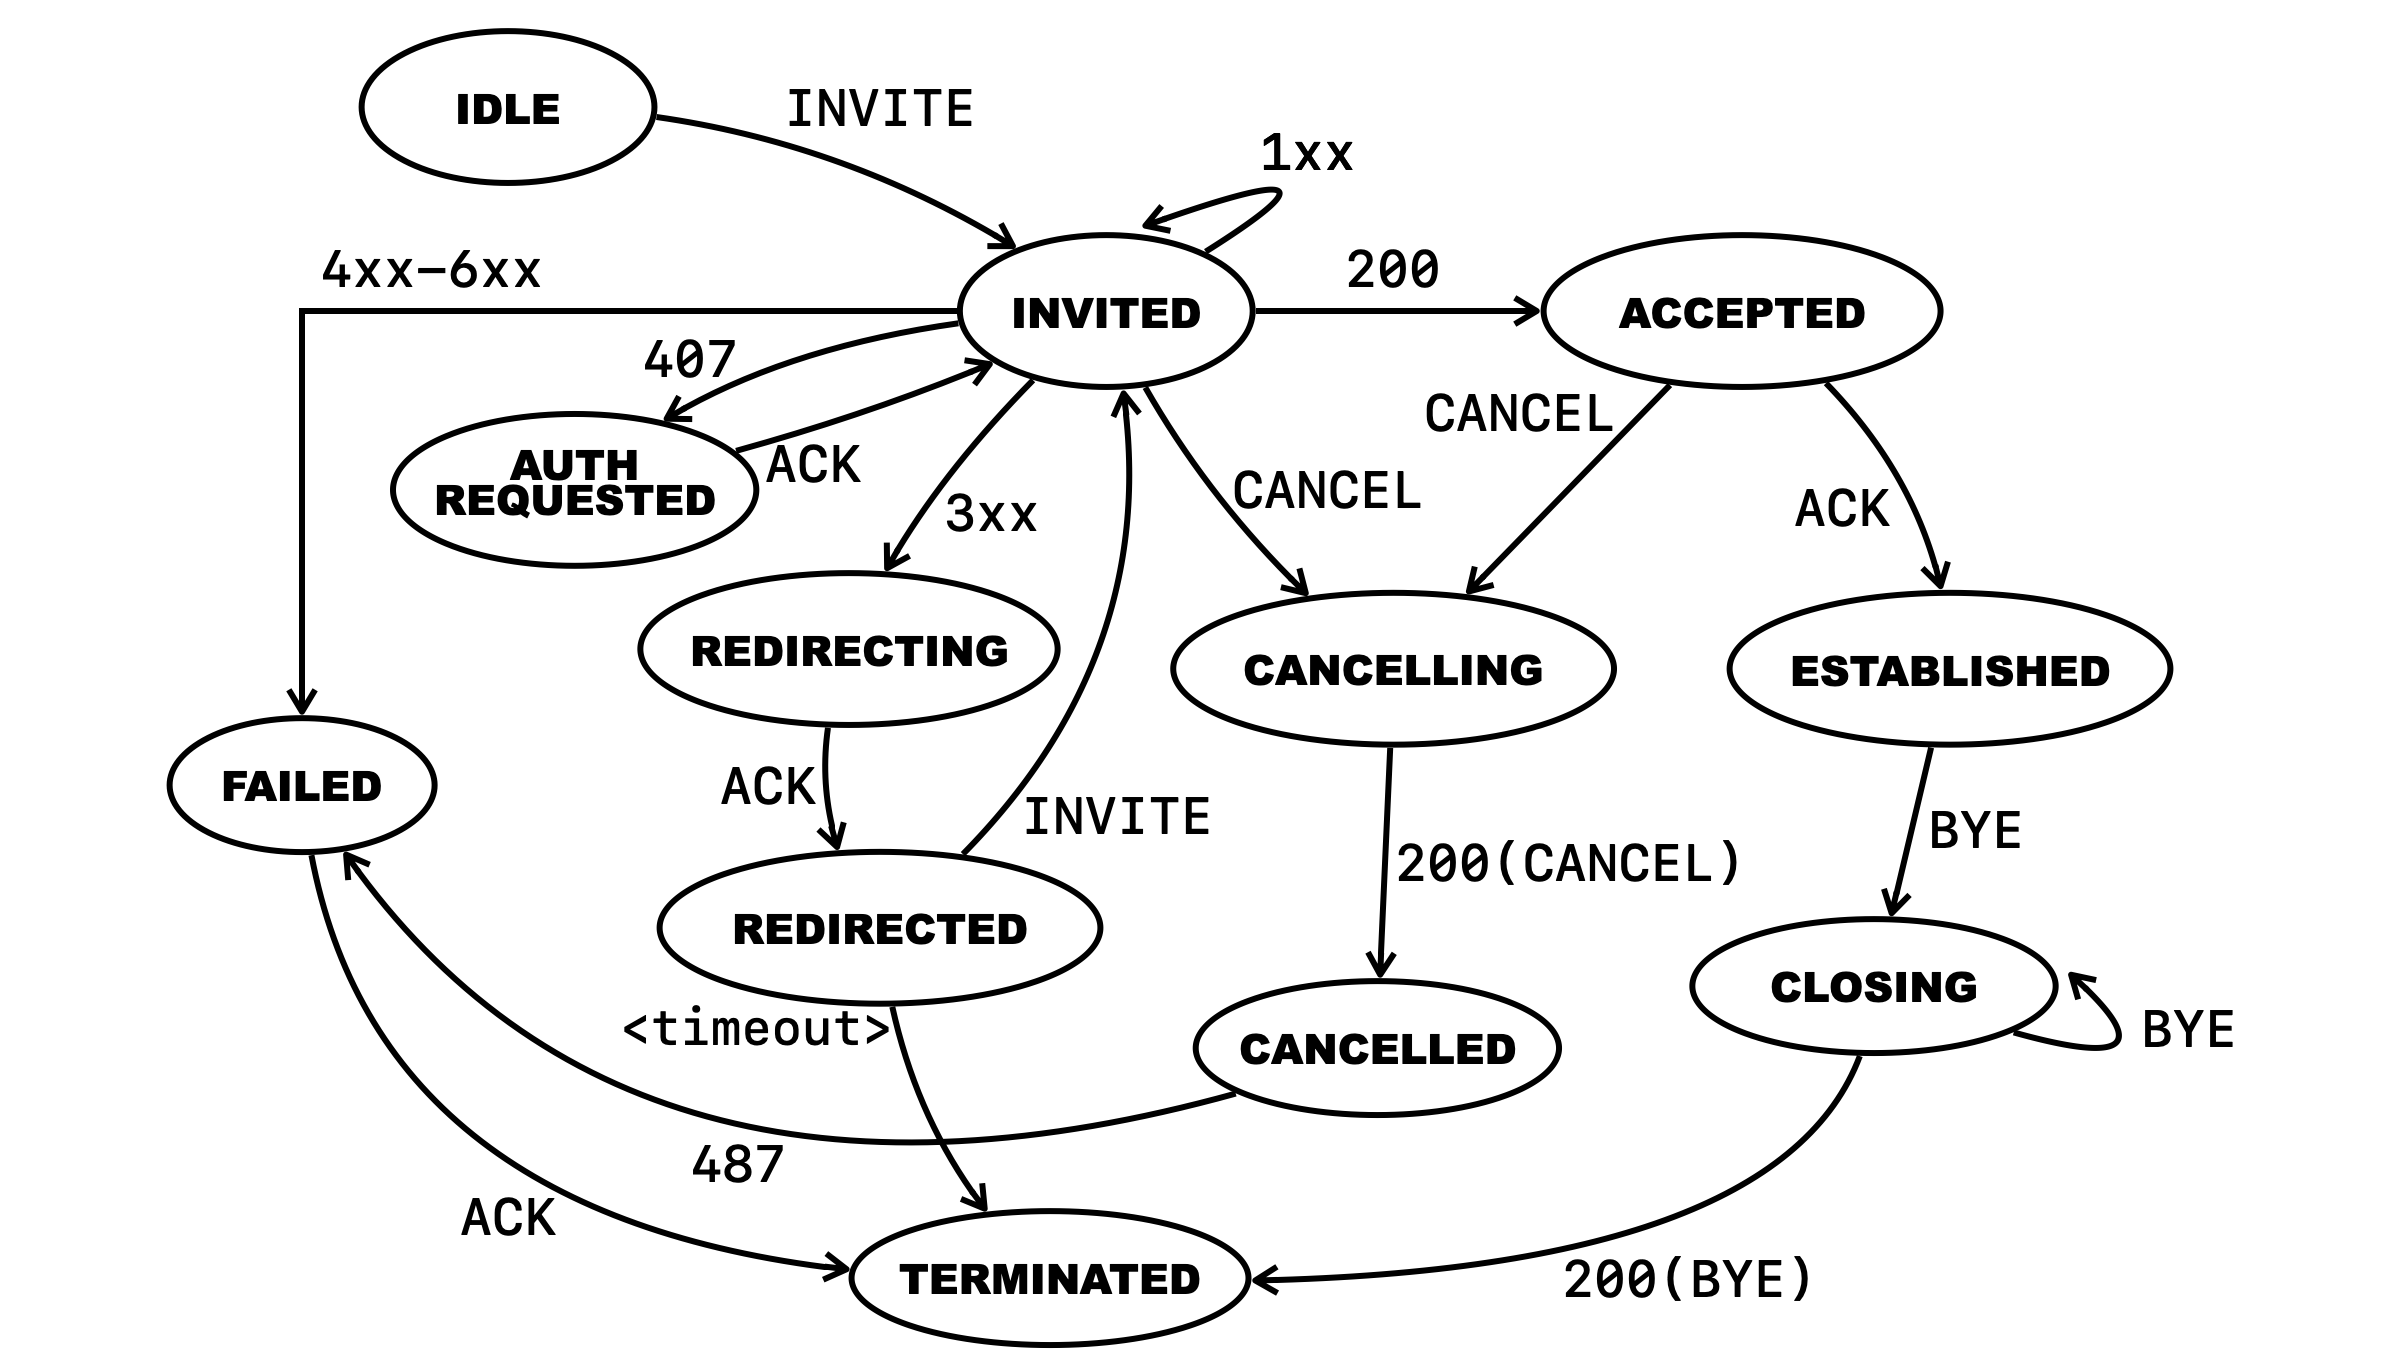 IDLE
INVITE
1xx
4xx–6xx
200
INVITED
ACCEPTED
407
CANCEL
AUTH
REQUESTED
ACK
3xx
CANCEL
ACK
REDIRECTING
CANCELLING
ESTABLISHED
FAILED
ACK
INVITE
BYE
200(CANCEL)
REDIRECTED
CLOSING
<timeout>
CANCELLED
BYE
487
ACK
TERMINATED
200(BYE)